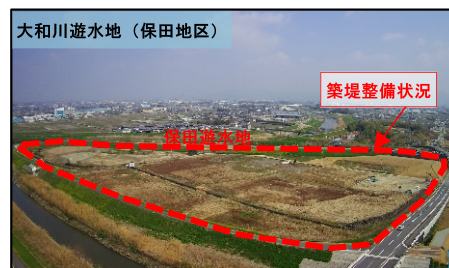 大和川遊水地（保田地区）
築堤整備状況
保田遊水地